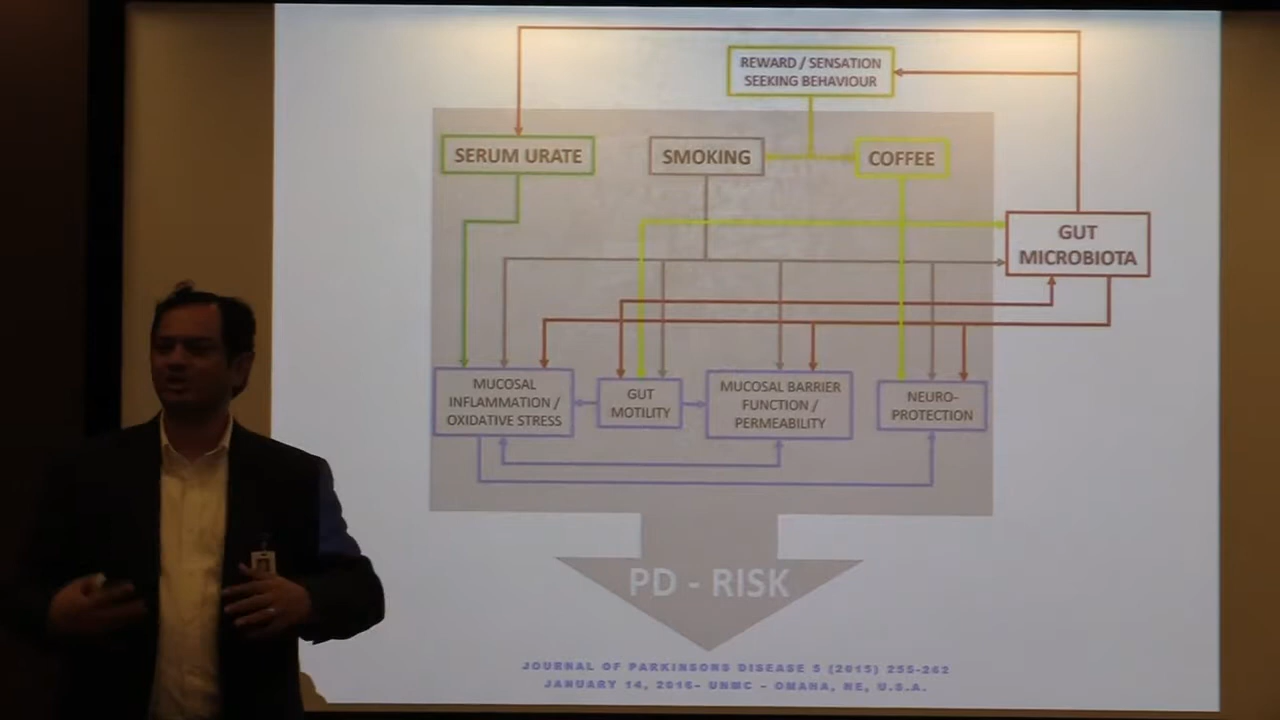 REWARD / SENSATION
SEEKING BEHAVIOUR
SERUM URATE
SMOKING
COFFEE
GUT
MICROBIOTA
MUCOSAL
INFLAMMATION /
OXIDATIVE STRESS
GUT
MOTILITY
MUCOSAL BARRIER
FUNCTION /
PERMEABILITY
NEURO-
PROTECTION
PD - RISK
JOURNAL OF PARKINSONS DISEASE 5 (2015) 255-262
JANUARY 14, 2016- UNMC - OMAHA, NE, U.S.A.